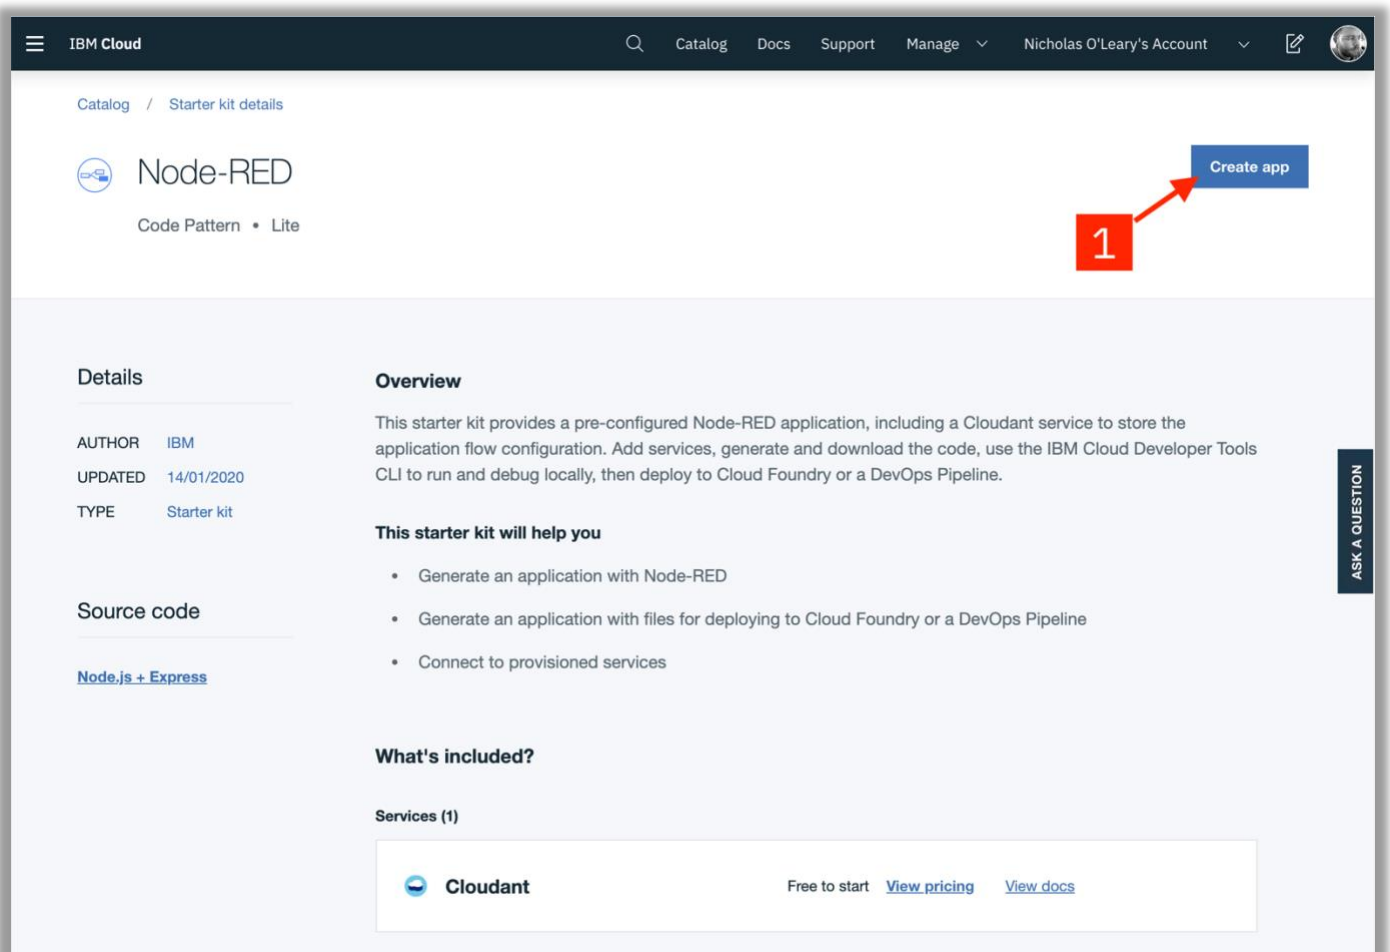 IBM Cloud
Catalog Docs Support Manage Nicholas O'Leary's Account
Catalog / Starter kit details
Node-RED
Create app
Code Pattern • Lite
1
Details
AUTHOR IBM
UPDATED 14/01/2020
TYPE Starter kit
Source code
Node.js + Express
Overview
This starter kit provides a pre-configured Node-RED application, including a Cloudant service to store the
application flow configuration. Add services, generate and download the code, use the IBM Cloud Developer Tools
CLI to run and debug locally, then deploy to Cloud Foundry or a DevOps Pipeline.
This starter kit will help you
• Generate an application with Node-RED
• Generate an application with files for deploying to Cloud Foundry or a DevOps Pipeline
• Connect to provisioned services
What's included?
Services (1)
Cloudant Free to start View pricing View docs
ASK A QUESTION